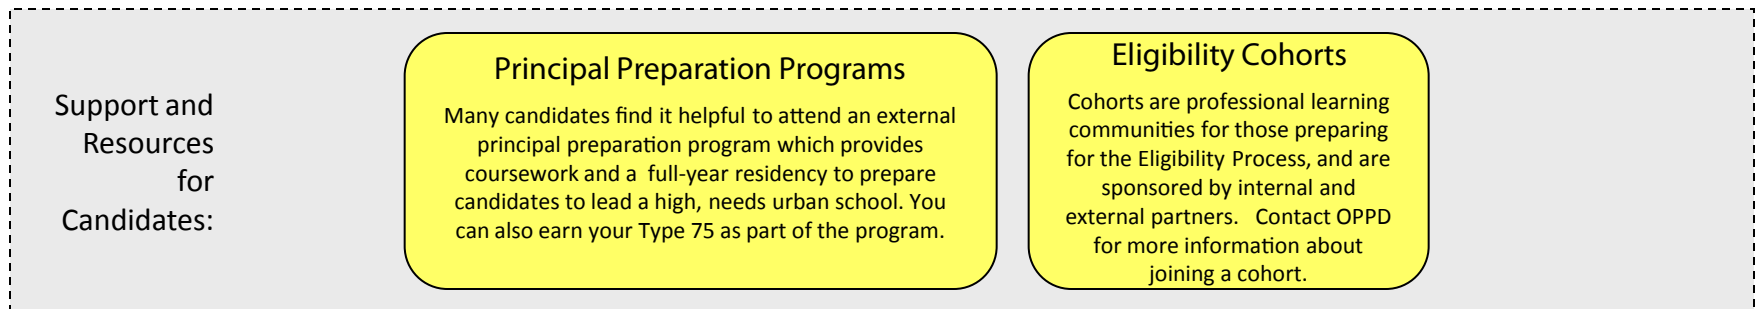 Support and
Resources
for
Candidates:
Principal Preparation Programs
Many candidates find it helpful to attend an external
principal preparation program which provides
coursework and a full-year residency to prepare
candidates to lead a high, needs urban school. You
can also earn your Type 75 as part of the program.
Eligibility Cohorts
Cohorts are professional learning
communities for those preparing
for the Eligibility Process, and are
sponsored by internal and
external partners. Contact OPPD
for more information about
joining a cohort.